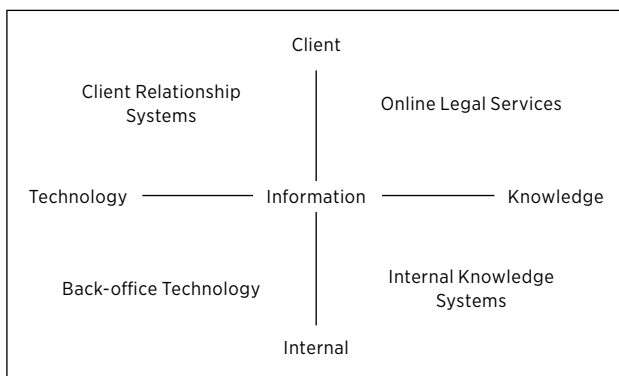 Client
Client Relationship
Systems
Online Legal Services
Technology
Information
Knowledge
Back-office Technology
Internal Knowledge
Systems
Internal